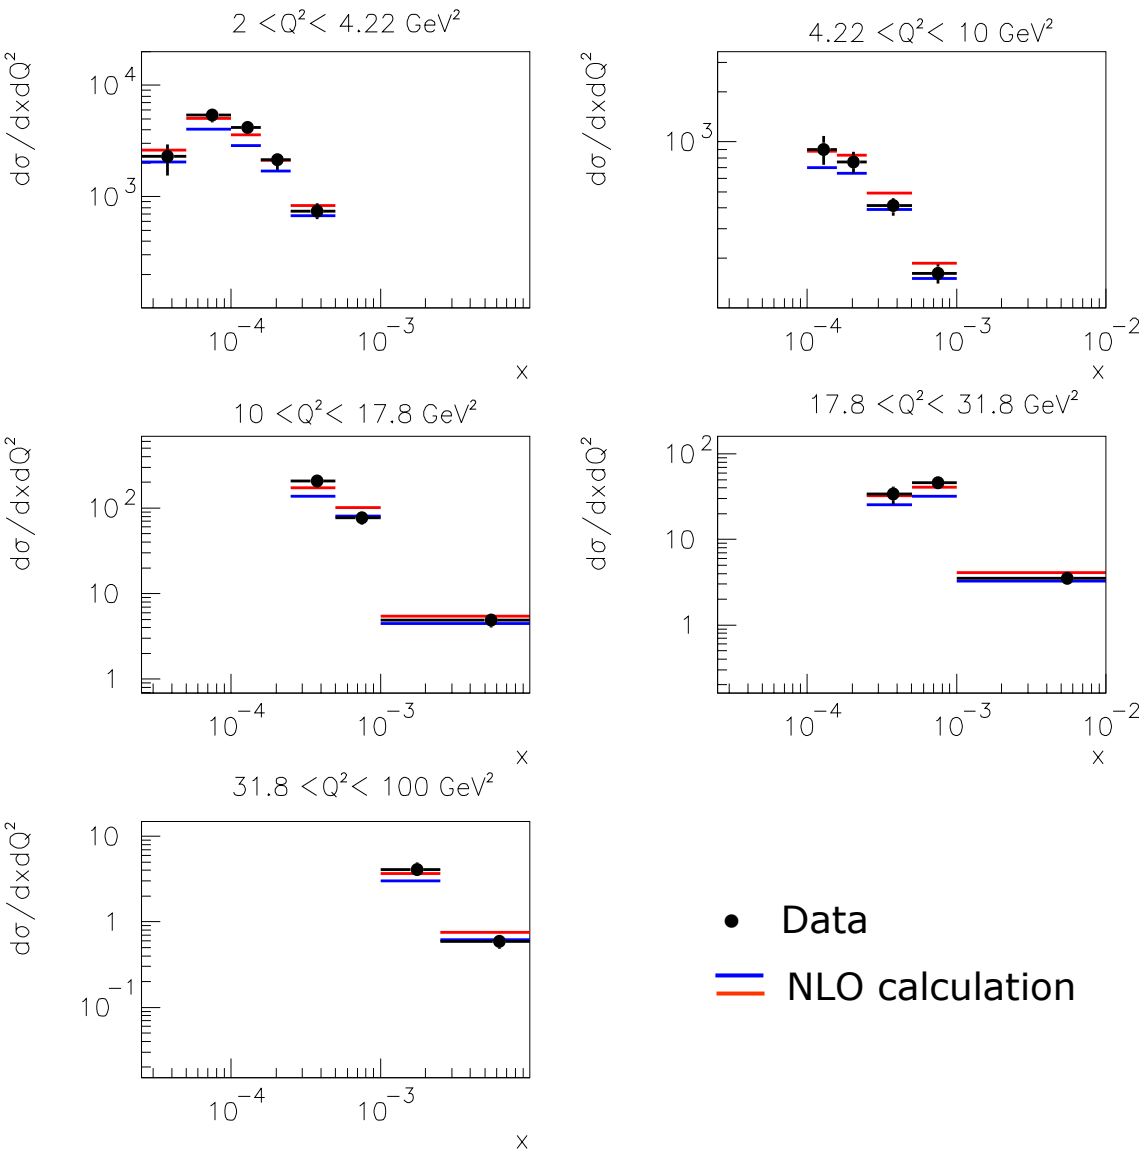 2 <Q²< 4.22 GeV²
dσ/dxdQ²
10⁴
10³
10⁻⁴
10⁻³
x
4.22 <Q²< 10 GeV²
dσ/dxdQ²
10³
10⁻⁴
10⁻³
10⁻²
x
10 <Q²< 17.8 GeV²
dσ/dxdQ²
10²
10
1
10⁻⁴
10⁻³
x
17.8 <Q²< 31.8 GeV²
dσ/dxdQ²
10²
10
1
10⁻⁴
10⁻³
10⁻²
x
31.8 <Q²< 100 GeV²
dσ/dxdQ²
10
1
10⁻¹
10⁻⁴
10⁻³
x
Data
NLO calculation